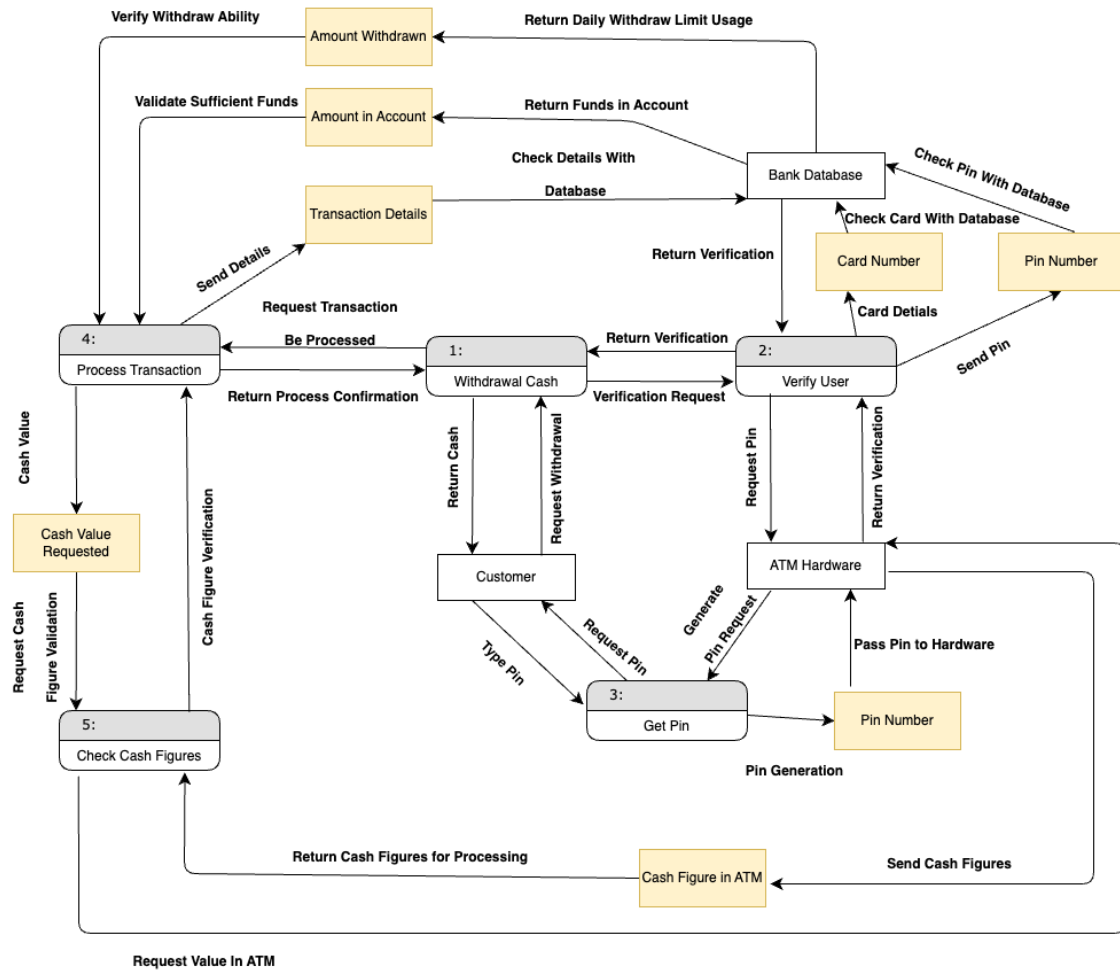 Verify Withdraw Ability
Return Daily Withdraw Limit Usage
Amount Withdrawn
Validate Sufficient Funds
Amount in Account
Return Funds in Account
Check Details With
Database
Bank Database
Check Pin With Database
Transaction Details
Check Card With Database
Return Verification
Card Number
Pin Number
Send Details
Card Detials
Send Pin
Request Transaction
Be Processed
4:
Process Transaction
1:
Withdrawal Cash
Return Verification
2:
Verify User
Return Process Confirmation
Verification Request
Cash Value
Return Cash
Request Withdrawal
Request Pin
Return Verification
Cash Value
Requested
Cash Figure Verification
Customer
ATM Hardware
Request Cash
Figure Validation
Type Pin
Request Pin
Generate
Pin Request
Pass Pin to Hardware
3:
Get Pin
Pin Number
5:
Check Cash Figures
Pin Generation
Return Cash Figures for Processing
Cash Figure in ATM
Send Cash Figures
Request Value In ATM